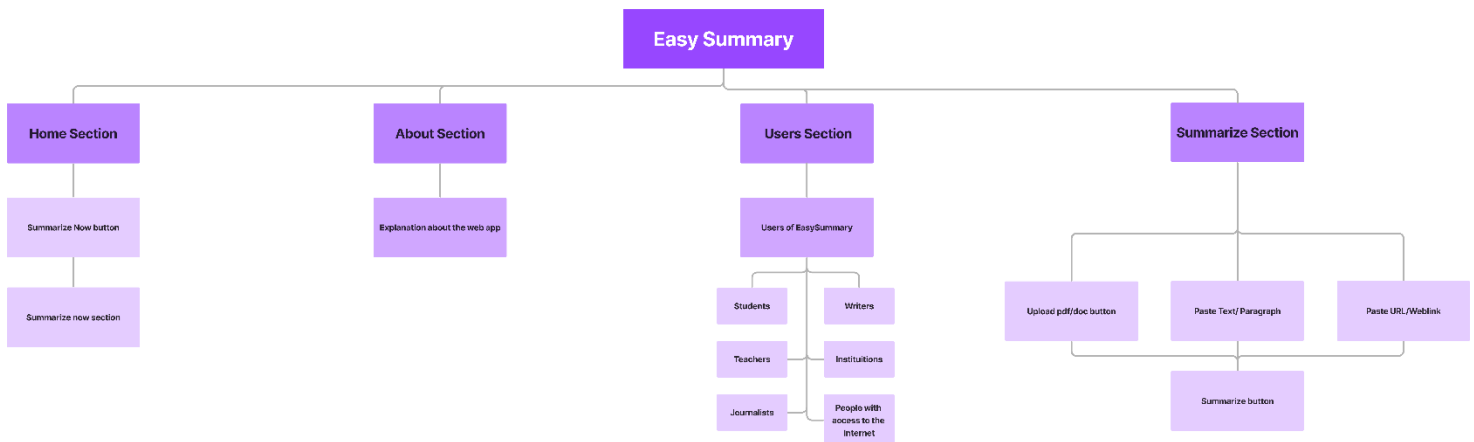 Easy Summary
Home Section
About Section
Users Section
Summarize Section
Summarize Now button
Explanation about the web app
Users of EasySummary
Summarize now section
Students
Writers
Upload pdf/doc button
Paste Text/ Paragraph
Paste URL/Weblink
Teachers
Instituitions
Journalists
People with
access to the
internet
Summarize button